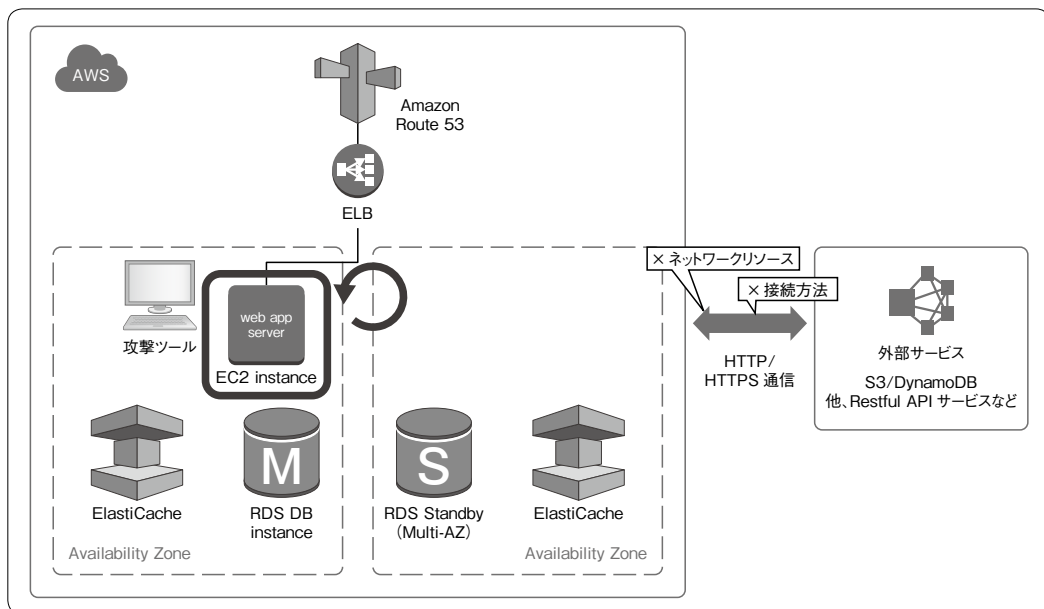 AWS
Amazon
Route 53
ELB
× ネットワークリソース
× 接続方法
HTTP/
HTTPS 通信
外部サービス
S3/DynamoDB
他、Restful API サービスなど
攻撃ツール
web app
server
EC2 instance
ElastiCache
M
RDS DB
instance
S
RDS Standby
（Multi-AZ）
ElastiCache
Availability Zone
Availability Zone